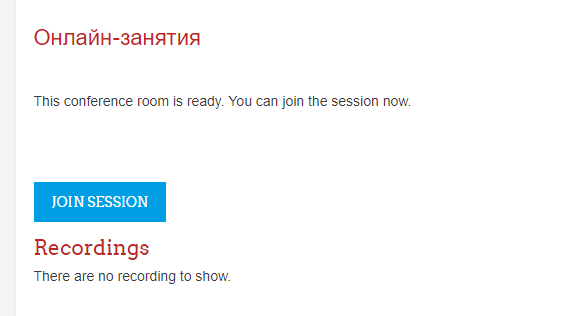 Онлайн-занятия
This conference room is ready. You can join the session now.
JOIN SESSION
Recordings
There are no recording to show.